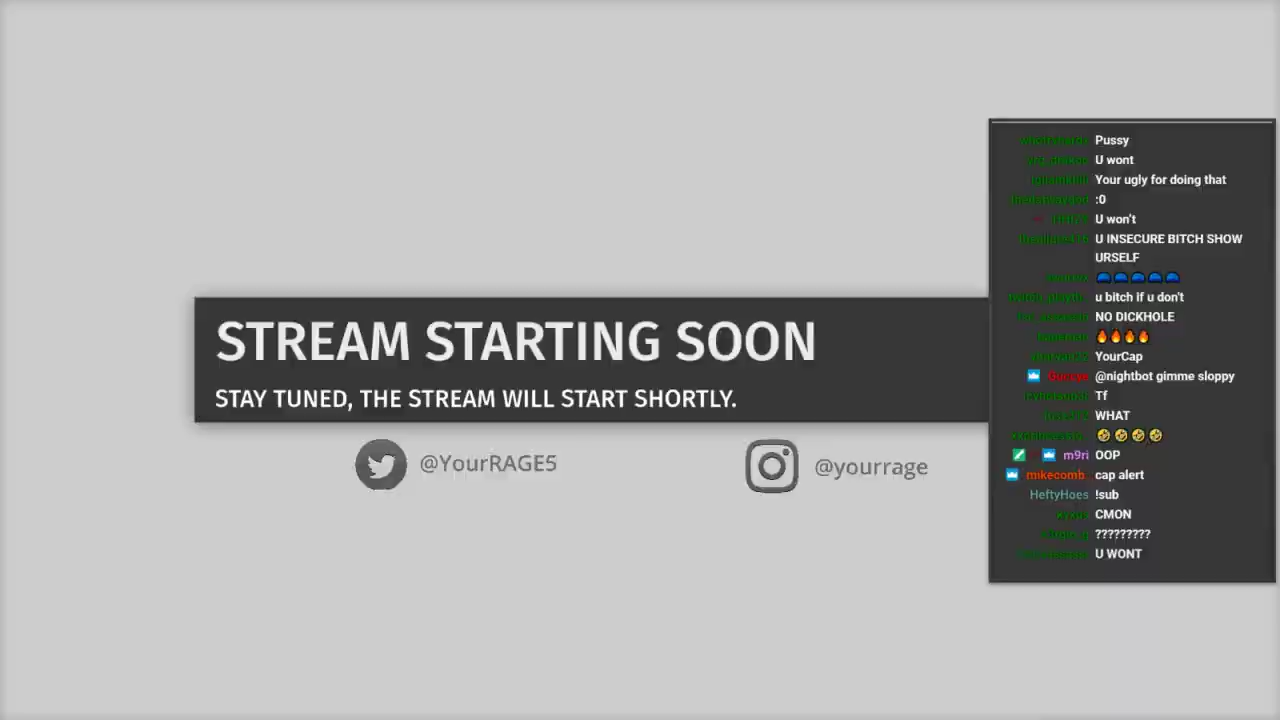 STREAM STARTING SOON
STAY TUNED, THE STREAM WILL START SHORTLY.
@YourRAGE5
@yourrage
Pussy
U wont
Your ugly for doing that
:0
U won't
U INSECURE BITCH SHOW
URSELF
u bitch if u don't
NO DICKHOLE
YourCap
@nightbot gimme sloppy
Tf
WHAT
m9ri OOP
mikecomb.. cap alert
HeftyHoes !sub
CMON
?????????
U WONT